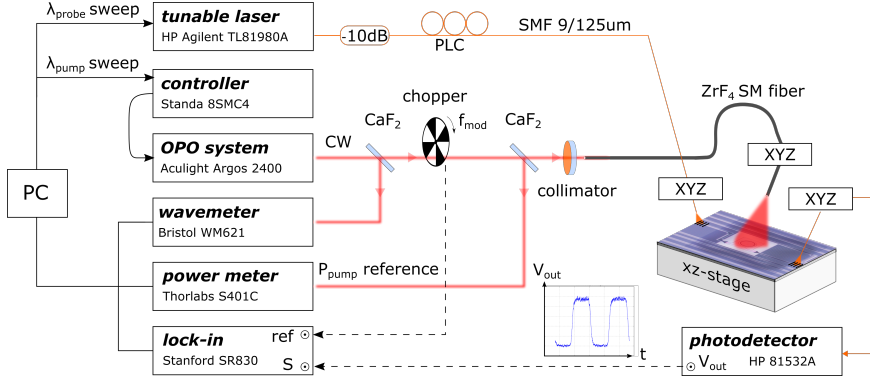 λprobe sweep
tunable laser
HP Agilent TL81980A
-10dB
PLC
SMF 9/125um
λpump sweep
controller
Standa 8SMC4
chopper
fmod
ZrF4 SM fiber
CaF2
CaF2
OPO system
Aculight Argos 2400
CW
collimator
XYZ
XYZ
XYZ
PC
wavemeter
Bristol WM621
power meter
Thorlabs S401C
Ppump reference
Vout
t
xz-stage
lock-in
Stanford SR830
ref
S
photodetector
Vout
HP 81532A